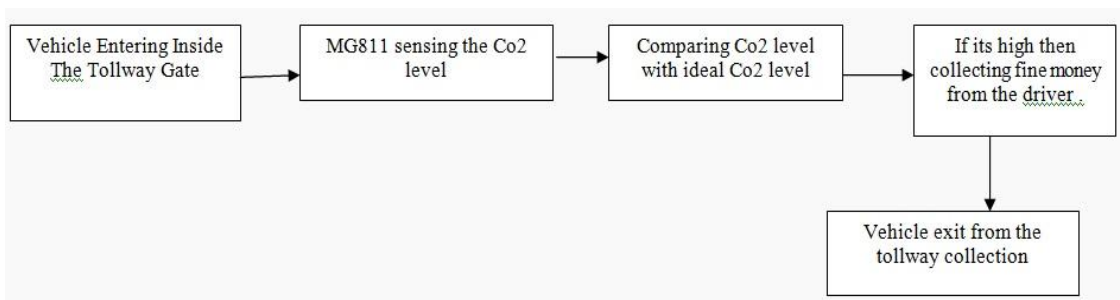 Vehicle Entering Inside
The Tollway Gate
MG811 sensing the Co2
level
Comparing Co2 level
with ideal Co2 level
If its high then
collecting fine money
from the driver .
Vehicle exit from the
tollway collection